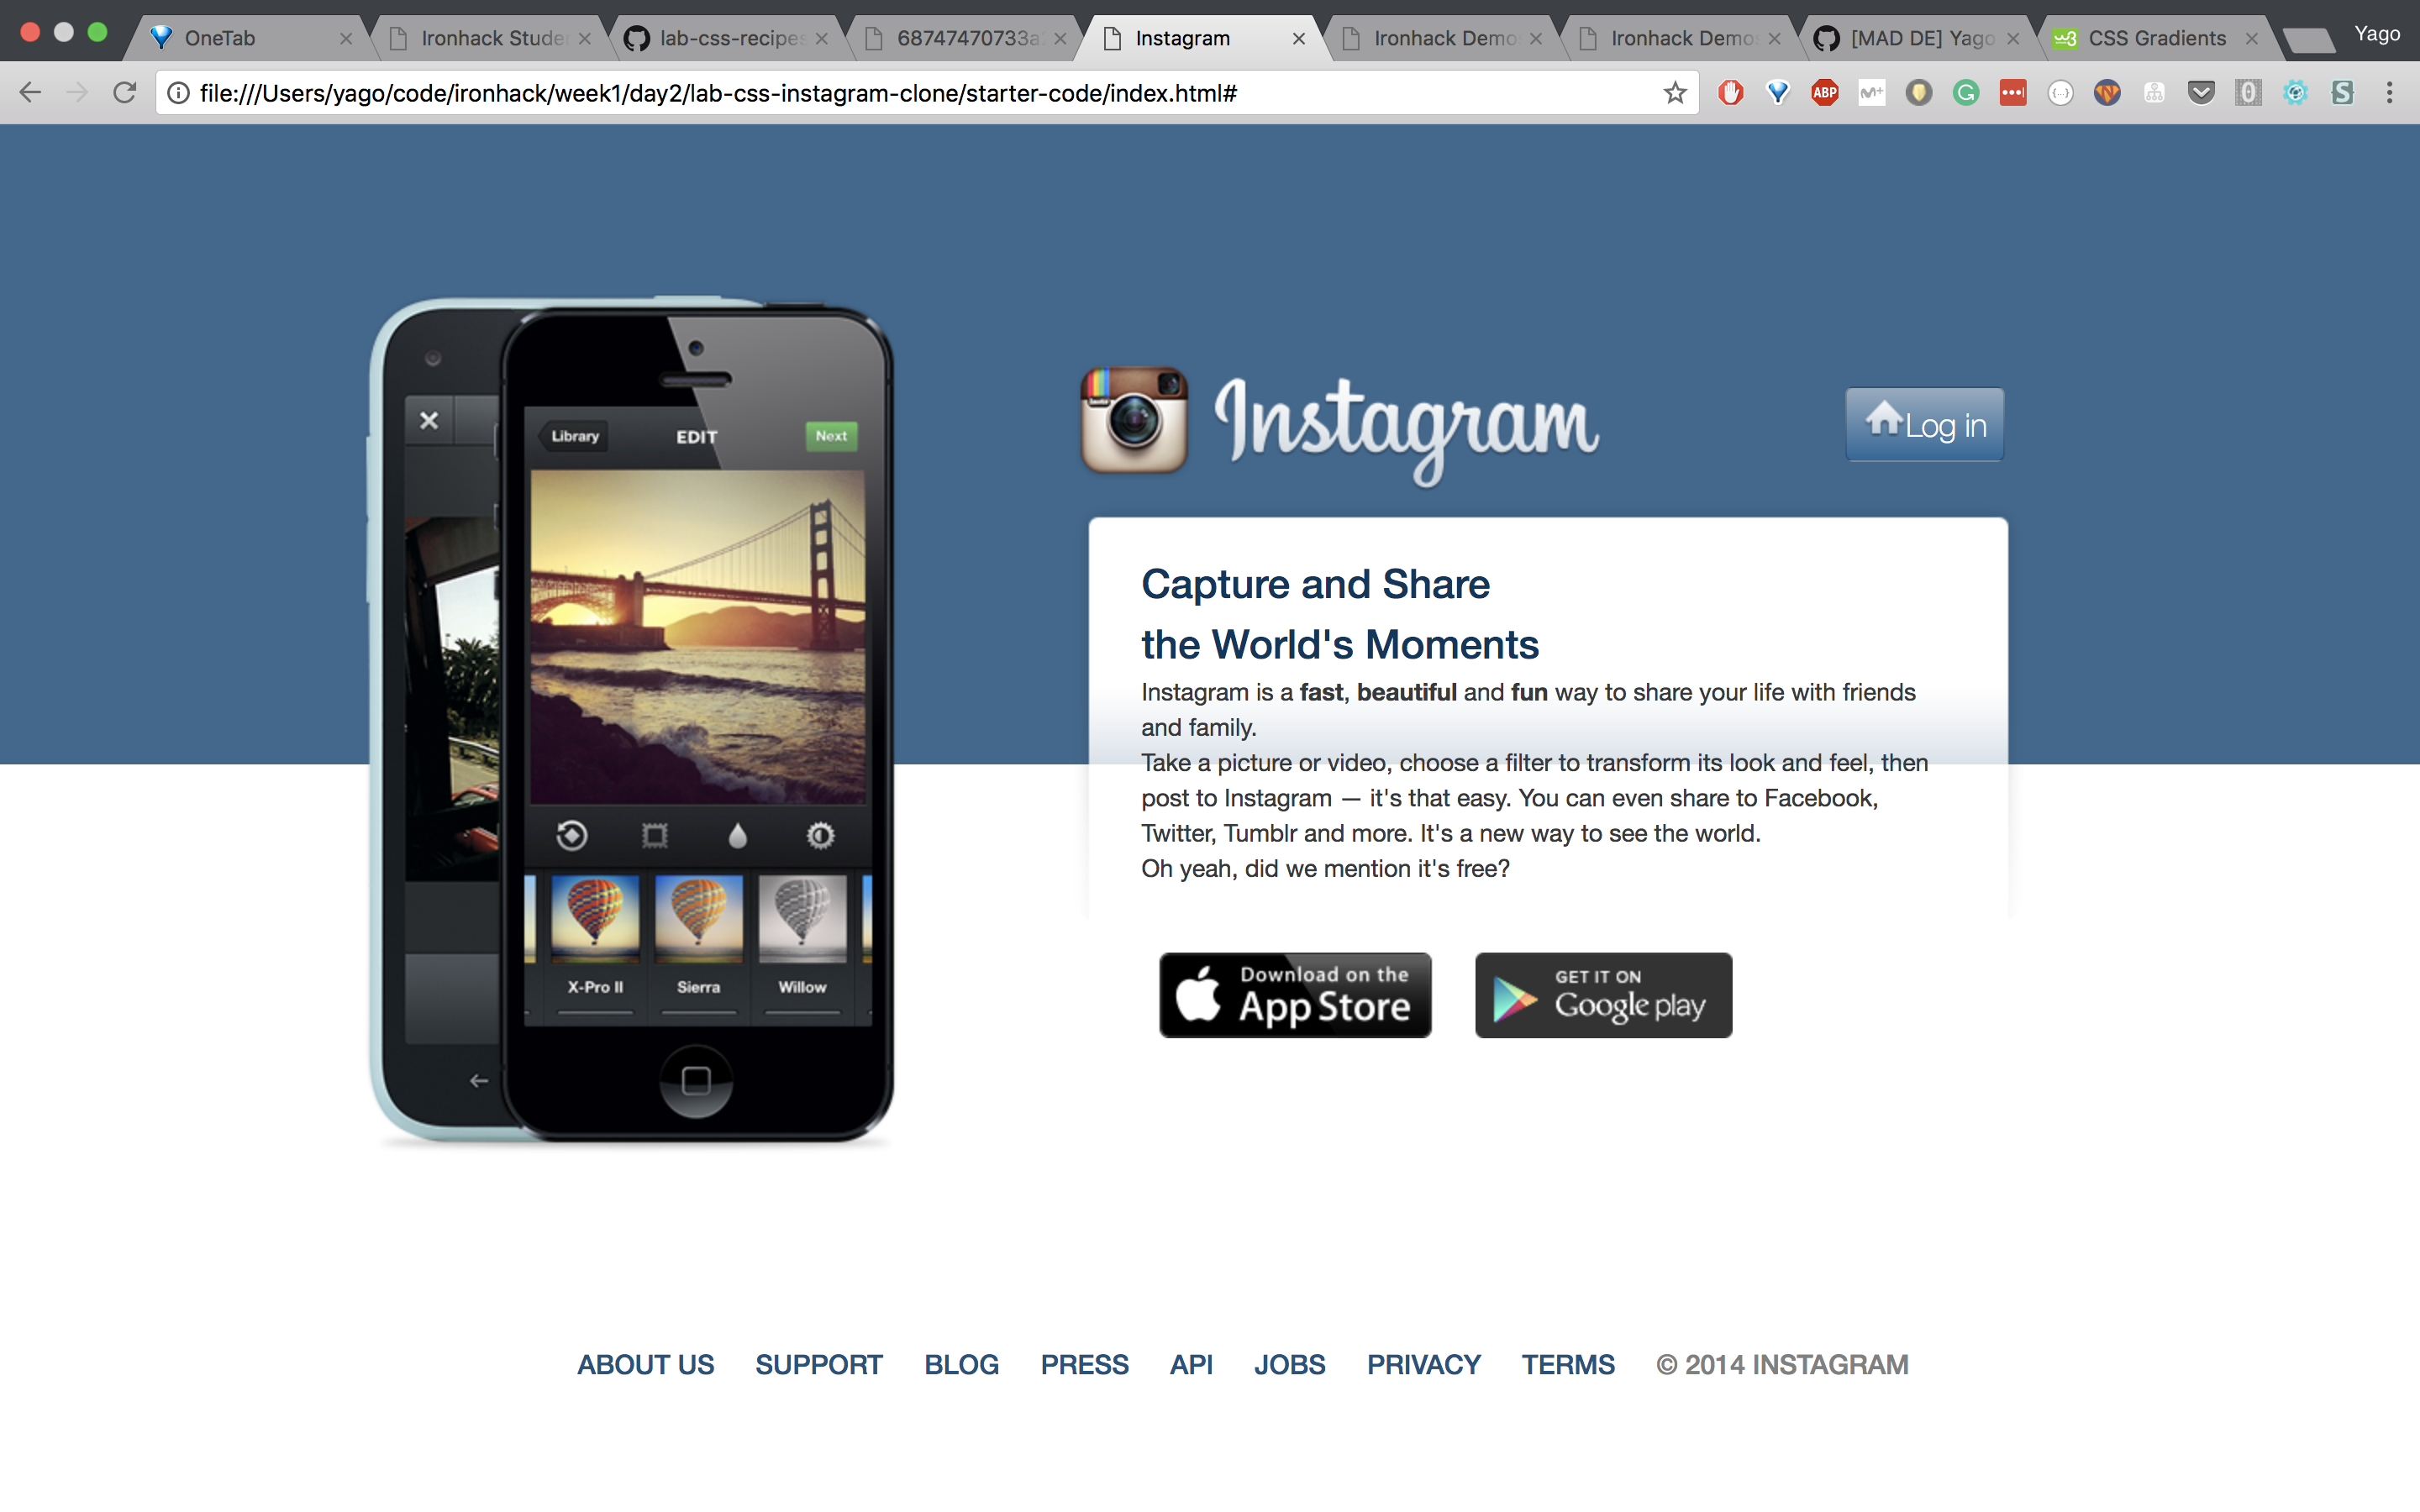 OneTab
Ironhack Stude
lab-css-recipes
68747470733a
Instagram
Ironhack Demo
Ironhack Demo
[MAD DE] Yago
CSS Gradients
Yago
file:///Users/yago/code/ironhack/week1/day2/lab-css-instagram-clone/starter-code/index.html#
ABP
Library
EDIT
Next
X-Pro II
Sierra
Willow
Instagram
Log in
Capture and Share
the World's Moments
Instagram is a fast, beautiful and fun way to share your life with friends
and family.
Take a picture or video, choose a filter to transform its look and feel, then
post to Instagram — it's that easy. You can even share to Facebook,
Twitter, Tumblr and more. It's a new way to see the world.
Oh yeah, did we mention it's free?
Download on the
App Store
GET IT ON
Google play
ABOUT US SUPPORT BLOG PRESS API JOBS PRIVACY TERMS © 2014 INSTAGRAM